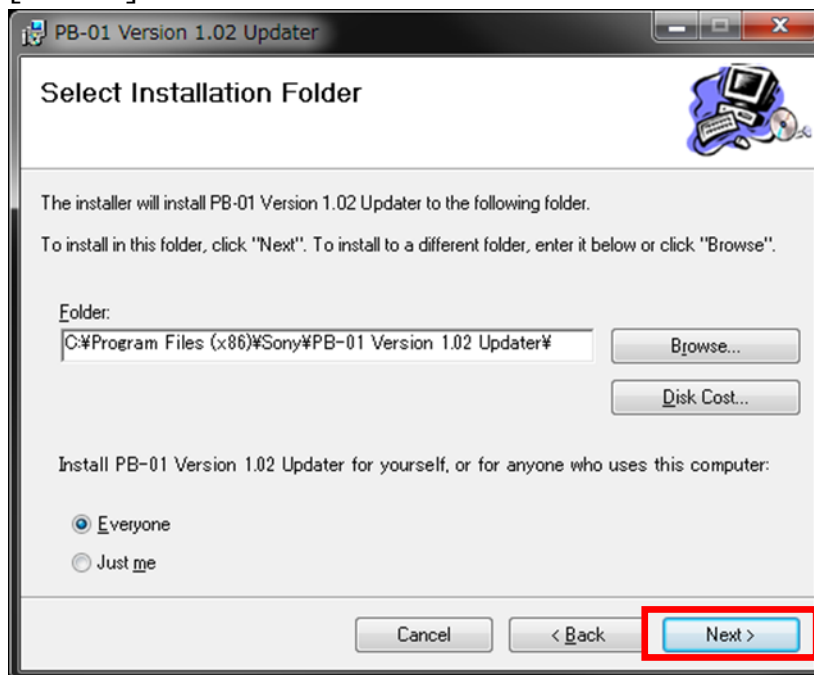 PB-01 Version 1.02 Updater
Select Installation Folder
The installer will install PB-01 Version 1.02 Updater to the following folder.
To install in this folder, click "Next". To install to a different folder, enter it below or click "Browse".
Folder:
C:¥Program Files (x86)¥Sony¥PB-01 Version 1.02 Updater¥
Browse...
Disk Cost...
Install PB-01 Version 1.02 Updater for yourself, or for anyone who uses this computer:
Everyone
Just me
Cancel
< Back
Next >